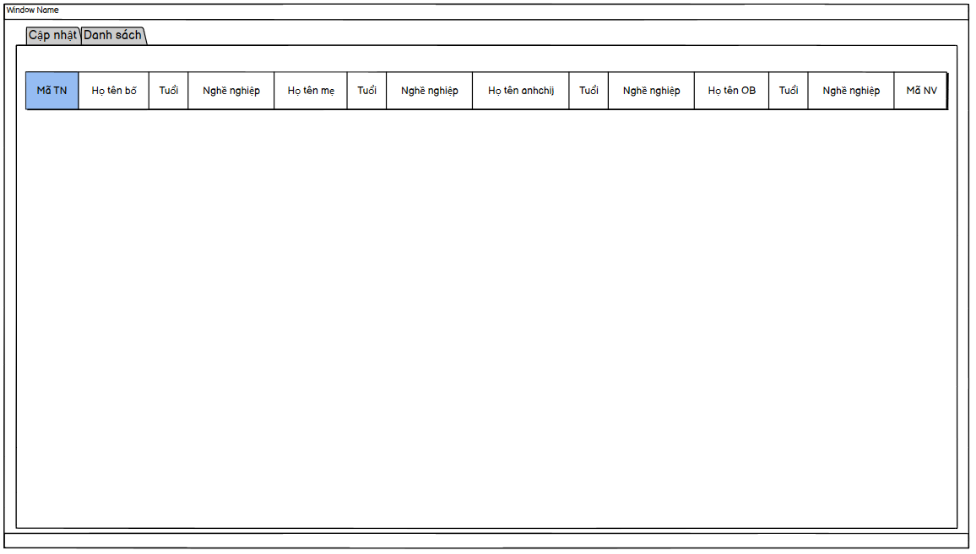 Window Name
Cập nhật Danh sách
Mã TN Họ tên bố Tuổi Nghề nghiệp Họ tên mẹ Tuổi Nghề nghiệp Họ tên anhchij Tuổi Nghề nghiệp Họ tên OB Tuổi Nghề nghiệp Mã NV